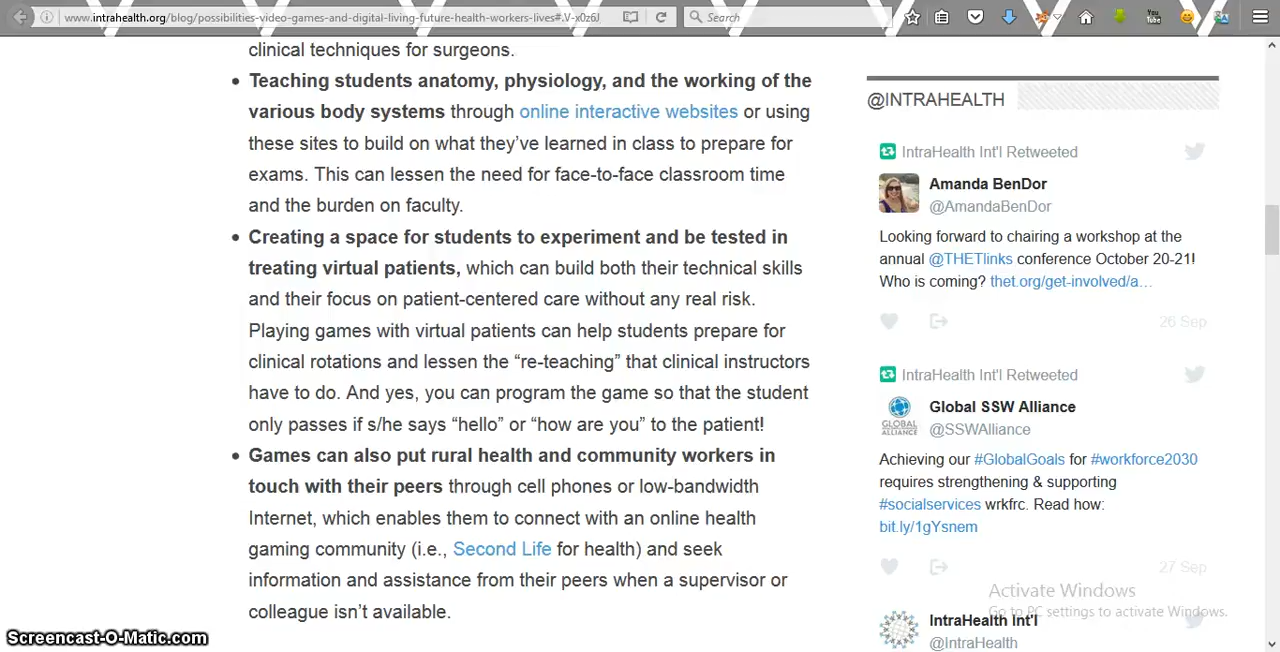 www.intrahealth.org/blog/possibilities-video-games-and-digital-living-future-health-workers-lives#.V-x0z6J
Search
You
Tube
clinical techniques for surgeons.
Teaching students anatomy, physiology, and the working of the
various body systems through online interactive websites or using
these sites to build on what they’ve learned in class to prepare for
exams. This can lessen the need for face-to-face classroom time
and the burden on faculty.
Creating a space for students to experiment and be tested in
treating virtual patients, which can build both their technical skills
and their focus on patient-centered care without any real risk.
Playing games with virtual patients can help students prepare for
clinical rotations and lessen the “re-teaching” that clinical instructors
have to do. And yes, you can program the game so that the student
only passes if s/he says “hello” or “how are you” to the patient!
Games can also put rural health and community workers in
touch with their peers through cell phones or low-bandwidth
Internet, which enables them to connect with an online health
gaming community (i.e., Second Life for health) and seek
information and assistance from their peers when a supervisor or
colleague isn’t available.
@INTRAHEALTH
IntraHealth Int'l Retweeted
Amanda BenDor
@AmandaBenDor
Looking forward to chairing a workshop at the
annual @THETlinks conference October 20-21!
Who is coming? thet.org/get-involved/a…
26 Sep
IntraHealth Int'l Retweeted
GLOBAL
ALLIANCE
Global SSW Alliance
@SSWAlliance
Achieving our #GlobalGoals for #workforce2030
requires strengthening & supporting
#socialservices wrkfrc. Read how:
bit.ly/1gYsnem
27 Sep
Activate Windows
Go to PC settings to activate Windows.
IntraHealth Int'l
@IntraHealth
Screencast-O-Matic.com